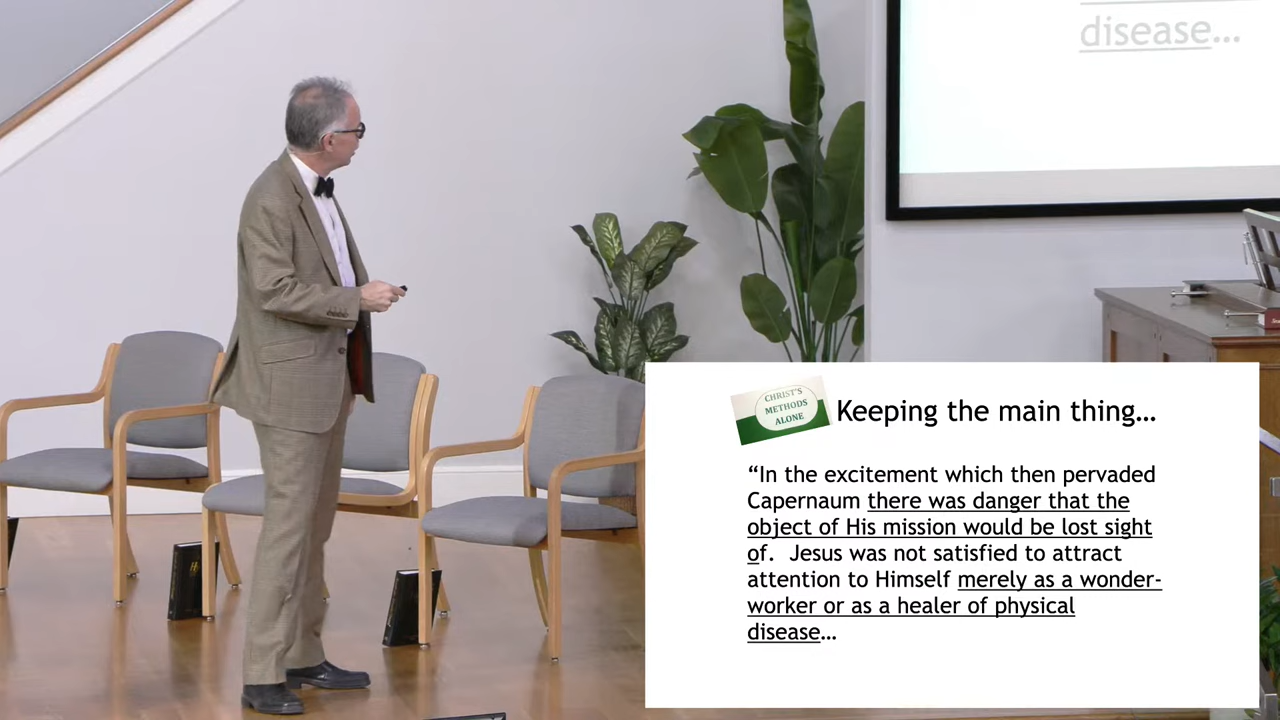 disease…
CHRIST'S
METHODS
ALONE
Keeping the main thing…
“In the excitement which then pervaded
Capernaum there was danger that the
object of His mission would be lost sight
of.  Jesus was not satisfied to attract
attention to Himself merely as a wonder-
worker or as a healer of physical
disease…